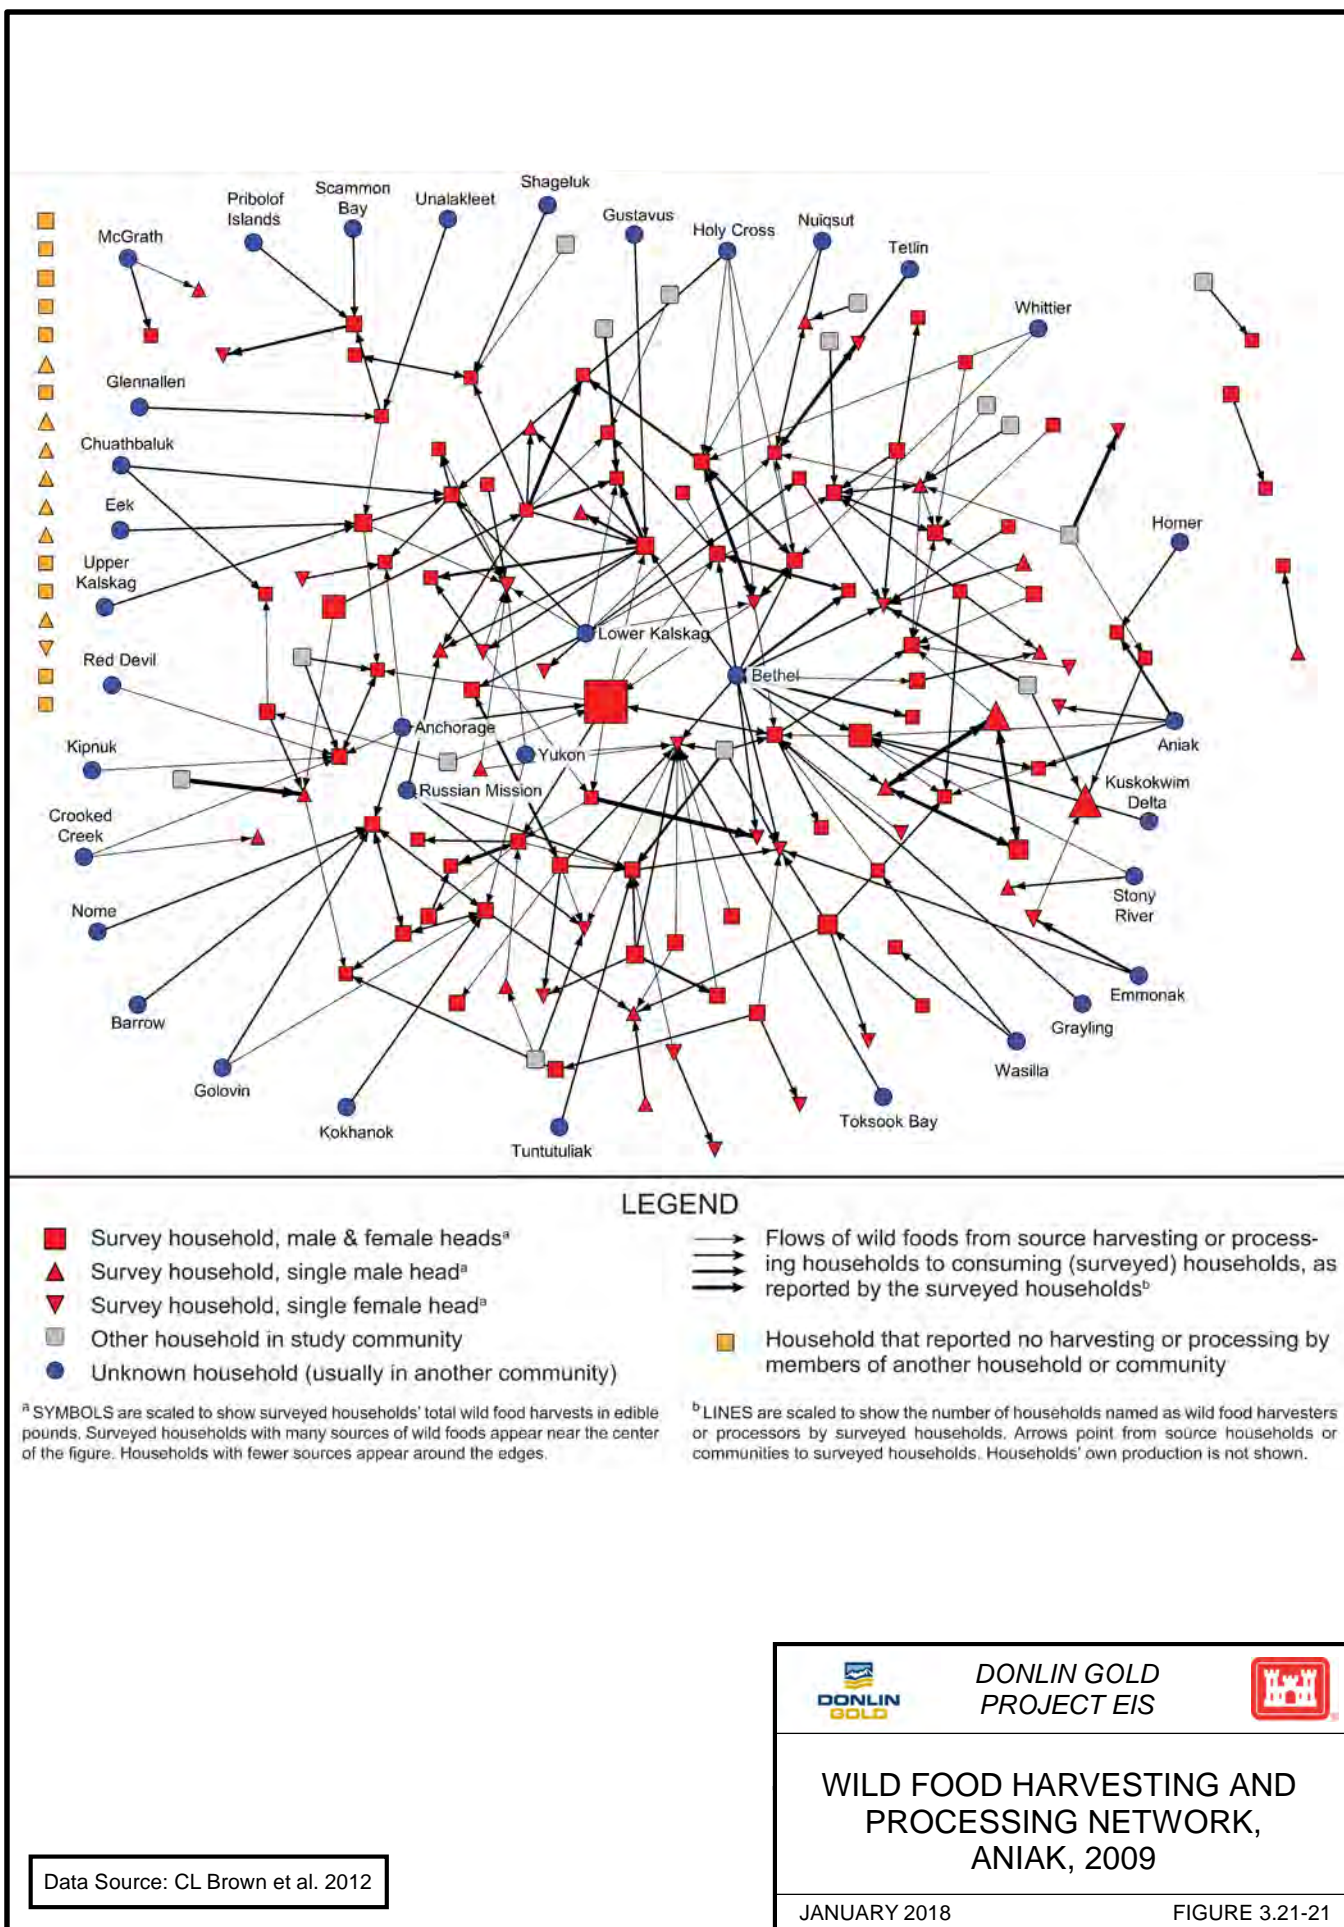 Shageluk
Scammon
Bay
Pribolof
Islands
Unalakleet
Gustavus
Holy Cross
Nuiqsut
McGrath
Tetlin
Whittier
Glennallen
Chuathbaluk
Eek
Homer
Upper
Kalskag
Lower Kalskag
Red Devil
Bethel
Anchorage
Aniak
Kipnuk
Yukon
Russian Mission
Kuskokwim
Delta
Crooked
Creek
Stony
River
Nome
Emmonak
Barrow
Grayling
Wasilla
Golovin
Toksook Bay
Kokhanok
Tuntutuliak
LEGEND
Survey household, male & female headsᵃ
Survey household, single male headᵃ
Survey household, single female headᵃ
Other household in study community
Unknown household (usually in another community)
Flows of wild foods from source harvesting or process-
ing households to consuming (surveyed) households, as
reported by the surveyed householdsᵇ
Household that reported no harvesting or processing by
members of another household or community
ᵃ SYMBOLS are scaled to show surveyed households' total wild food harvests in edible
pounds. Surveyed households with many sources of wild foods appear near the center
of the figure. Households with fewer sources appear around the edges.
ᵇ LINES are scaled to show the number of households named as wild food harvesters
or processors by surveyed households. Arrows point from source households or
communities to surveyed households. Households' own production is not shown.
DONLIN
GOLD
DONLIN GOLD
PROJECT EIS
WILD FOOD HARVESTING AND
PROCESSING NETWORK,
ANIAK, 2009
Data Source: CL Brown et al. 2012
JANUARY 2018
FIGURE 3.21-21